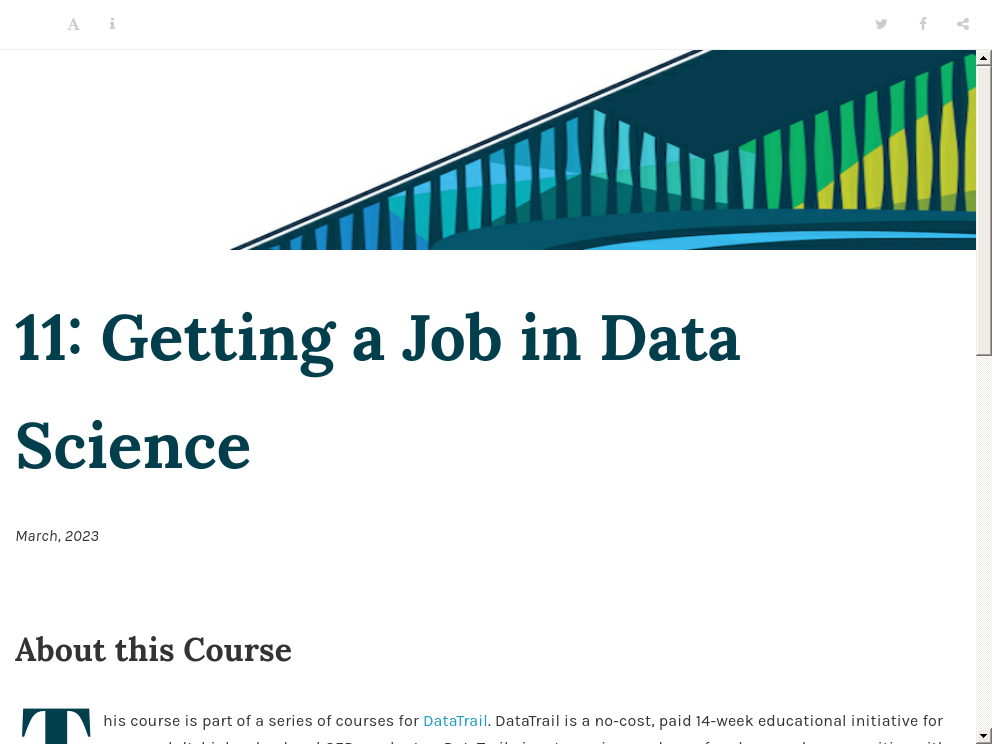 11: Getting a Job in Data
Science
March, 2023
About this Course
This course is part of a series of courses for DataTrail. DataTrail is a no-cost, paid 14-week educational initiative for